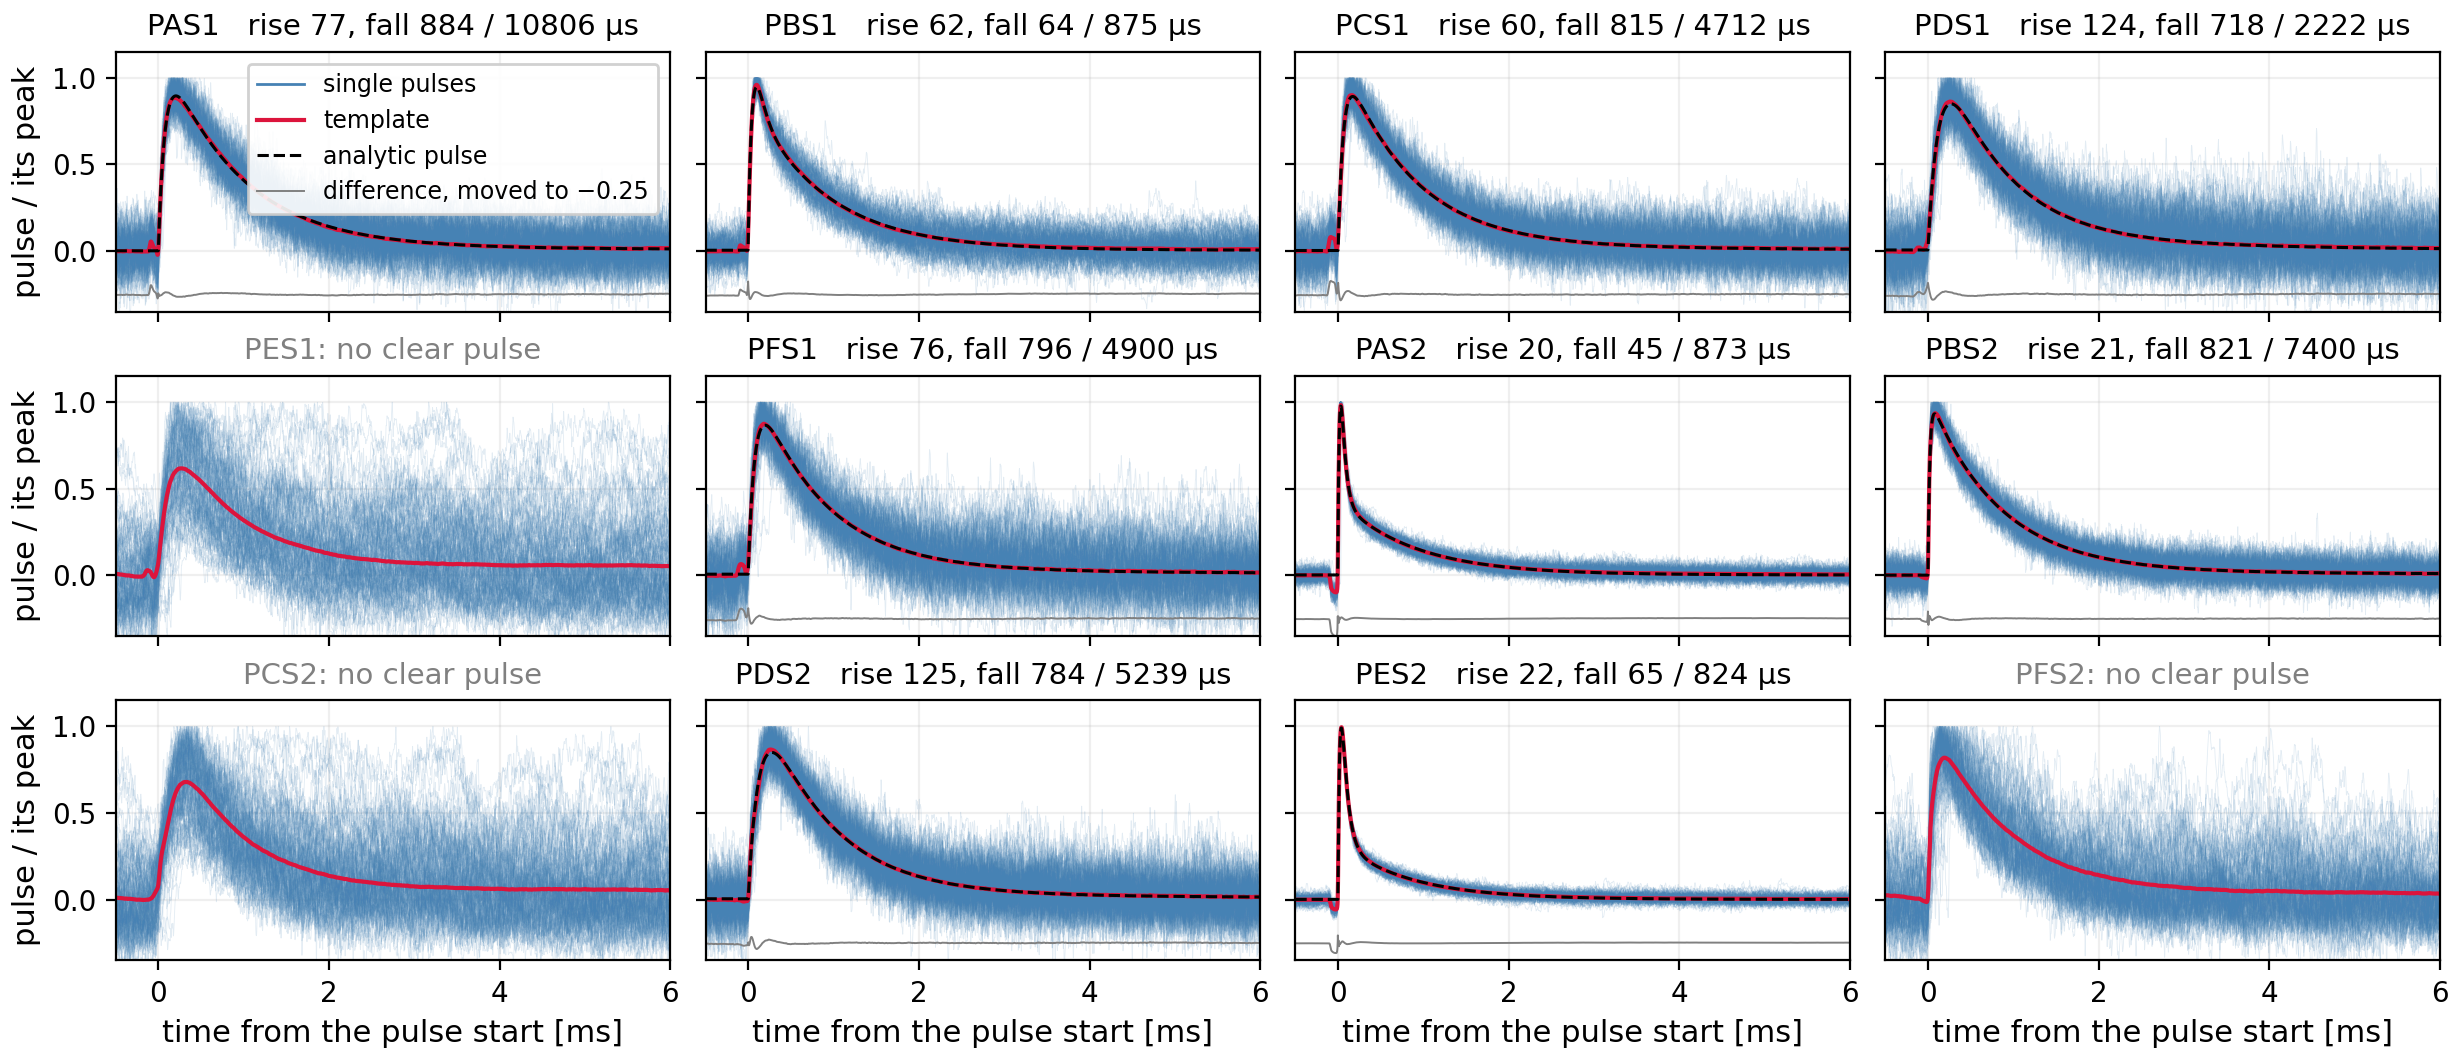 PAS1 rise 77, fall 884 / 10806 µs
PBS1 rise 62, fall 64 / 875 µs
PCS1 rise 60, fall 815 / 4712 µs
PDS1 rise 124, fall 718 / 2222 µs
pulse / its peak
1.0
0.5
0.0
single pulses
template
analytic pulse
difference, moved to −0.25
PES1: no clear pulse
PFS1 rise 76, fall 796 / 4900 µs
PAS2 rise 20, fall 45 / 873 µs
PBS2 rise 21, fall 821 / 7400 µs
pulse / its peak
1.0
0.5
0.0
PCS2: no clear pulse
PDS2 rise 125, fall 784 / 5239 µs
PES2 rise 22, fall 65 / 824 µs
PFS2: no clear pulse
pulse / its peak
1.0
0.5
0.0
0 2 4 6
0 2 4 6
0 2 4 6
0 2 4 6
time from the pulse start [ms]
time from the pulse start [ms]
time from the pulse start [ms]
time from the pulse start [ms]